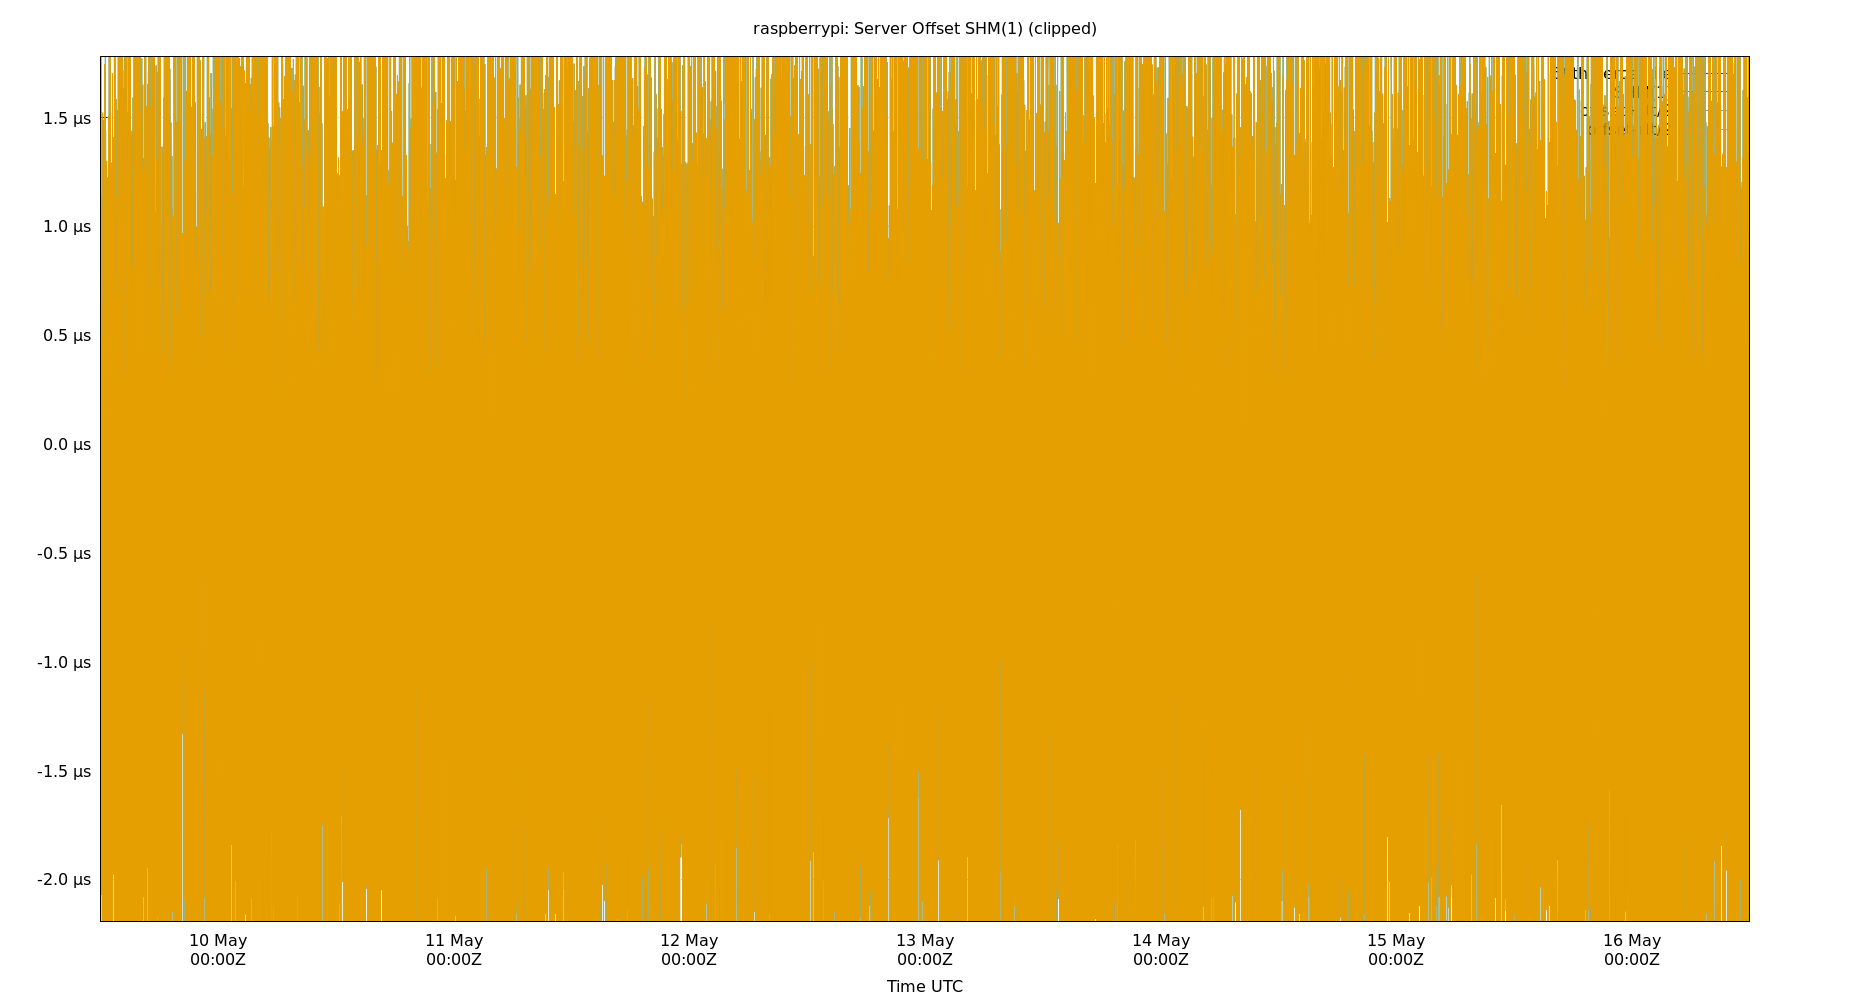 raspberrypi: Server Offset SHM(1) (clipped)
1.5 µs
1.0 µs
0.5 µs
0.0 µs
-0.5 µs
-1.0 µs
-1.5 µs
-2.0 µs
10 May 11 May 12 May 13 May 14 May 15 May 16 May
00:00Z 00:00Z 00:00Z 00:00Z 00:00Z 00:00Z 00:00Z
Time UTC